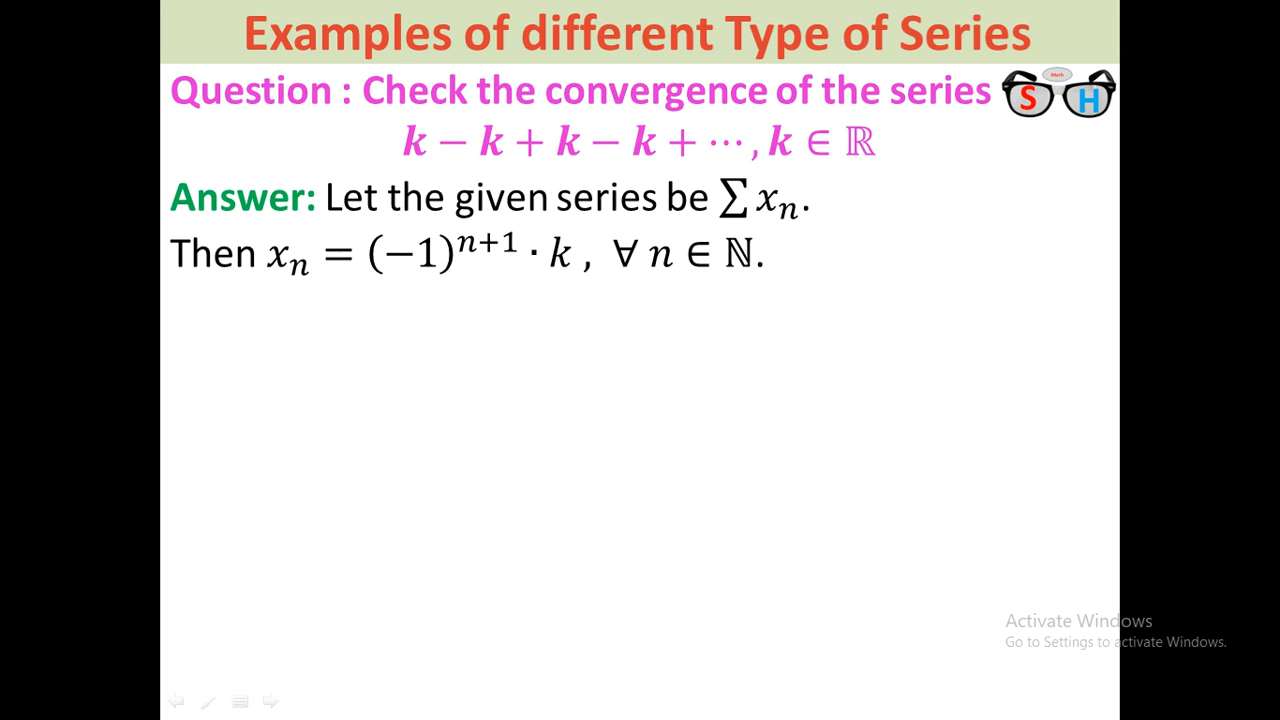 Examples of different Type of Series
Question : Check the convergence of the series
Math
S H
𝒌 − 𝒌 + 𝒌 − 𝒌 + ⋯ , 𝒌 ∈ ℝ
Answer: Let the given series be ∑ xₙ.
Then xₙ = (−1)ⁿ⁺¹ · k , ∀ n ∈ ℕ.
Activate Windows
Go to Settings to activate Windows.